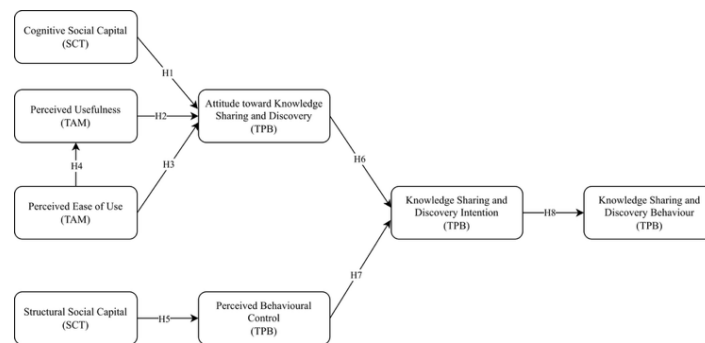 Cognitive Social Capital
(SCT)
H1
Perceived Usefulness
(TAM)
H2
Attitude toward Knowledge
Sharing and Discovery
(TPB)
H4
H3
H6
Perceived Ease of Use
(TAM)
Knowledge Sharing and
Discovery Intention
(TPB)
H8
Knowledge Sharing and
Discovery Behaviour
(TPB)
H7
Structural Social Capital
(SCT)
H5
Perceived Behavioural
Control
(TPB)